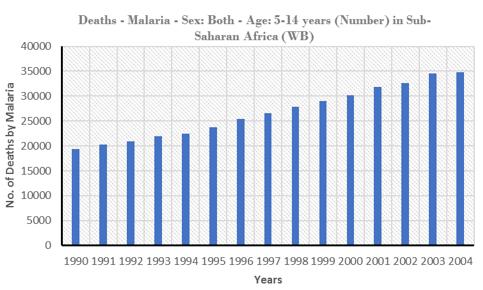 Deaths - Malaria - Sex: Both - Age: 5-14 years (Number) in Sub-
Saharan Africa (WB)
40000
35000
30000
25000
20000
15000
10000
5000
0
No. of Deaths by Malaria
1990 1991 1992 1993 1994 1995 1996 1997 1998 1999 2000 2001 2002 2003 2004
Years